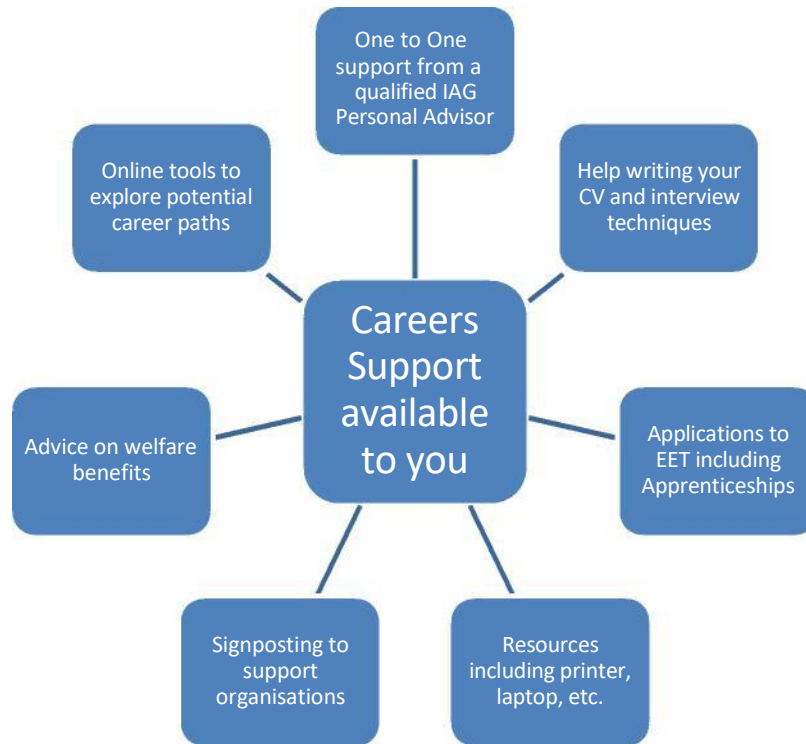 One to One
support from a
qualified IAG
Personal Advisor
Online tools to
explore potential
career paths
Help writing your
CV and interview
techniques
Careers
Support
available
to you
Advice on welfare
benefits
Applications to
EET including
Apprenticeships
Signposting to
support
organisations
Resources
including printer,
laptop, etc.